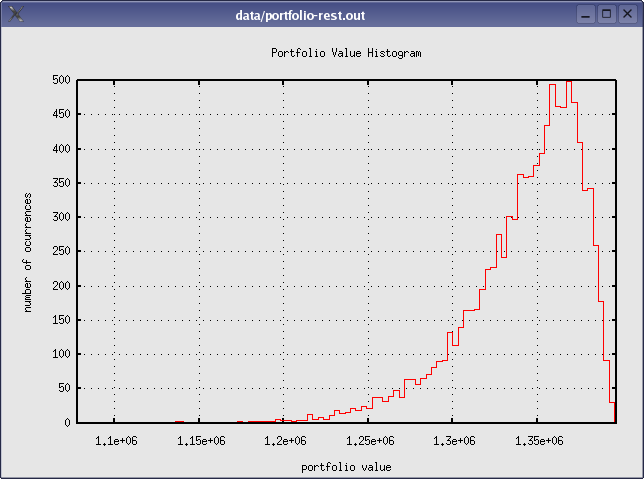 data/portfolio-rest.out
Portfolio Value Histogram
500
450
400
350
300
250
200
150
100
50
0
number of ocurrences
1.1e+06 1.15e+06 1.2e+06 1.25e+06 1.3e+06 1.35e+06
portfolio value